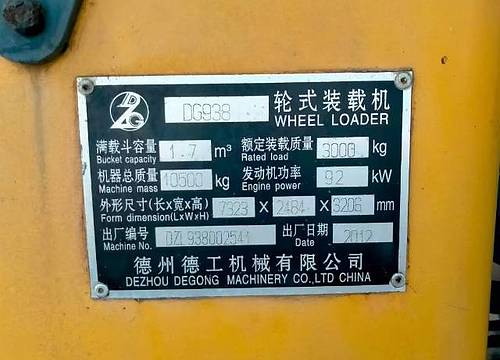 DG938 轮式装载机
WHEEL LOADER
满载斗容量 1.7 m³ 额定装载质量 3000 kg
Bucket capacity Rated load
机器总质量 10500 kg 发动机功率 92 kW
Machine mass Engine power
外形尺寸(长x宽x高) 7323 X 2464 X 3206 mm
Form dimension(LxWxH)
出厂编号 DZL938002541 出厂日期 2012
Machine No. Date
德州德工机械有限公司
DEZHOU DEGONG MACHINERY CO.,LTD CHINA